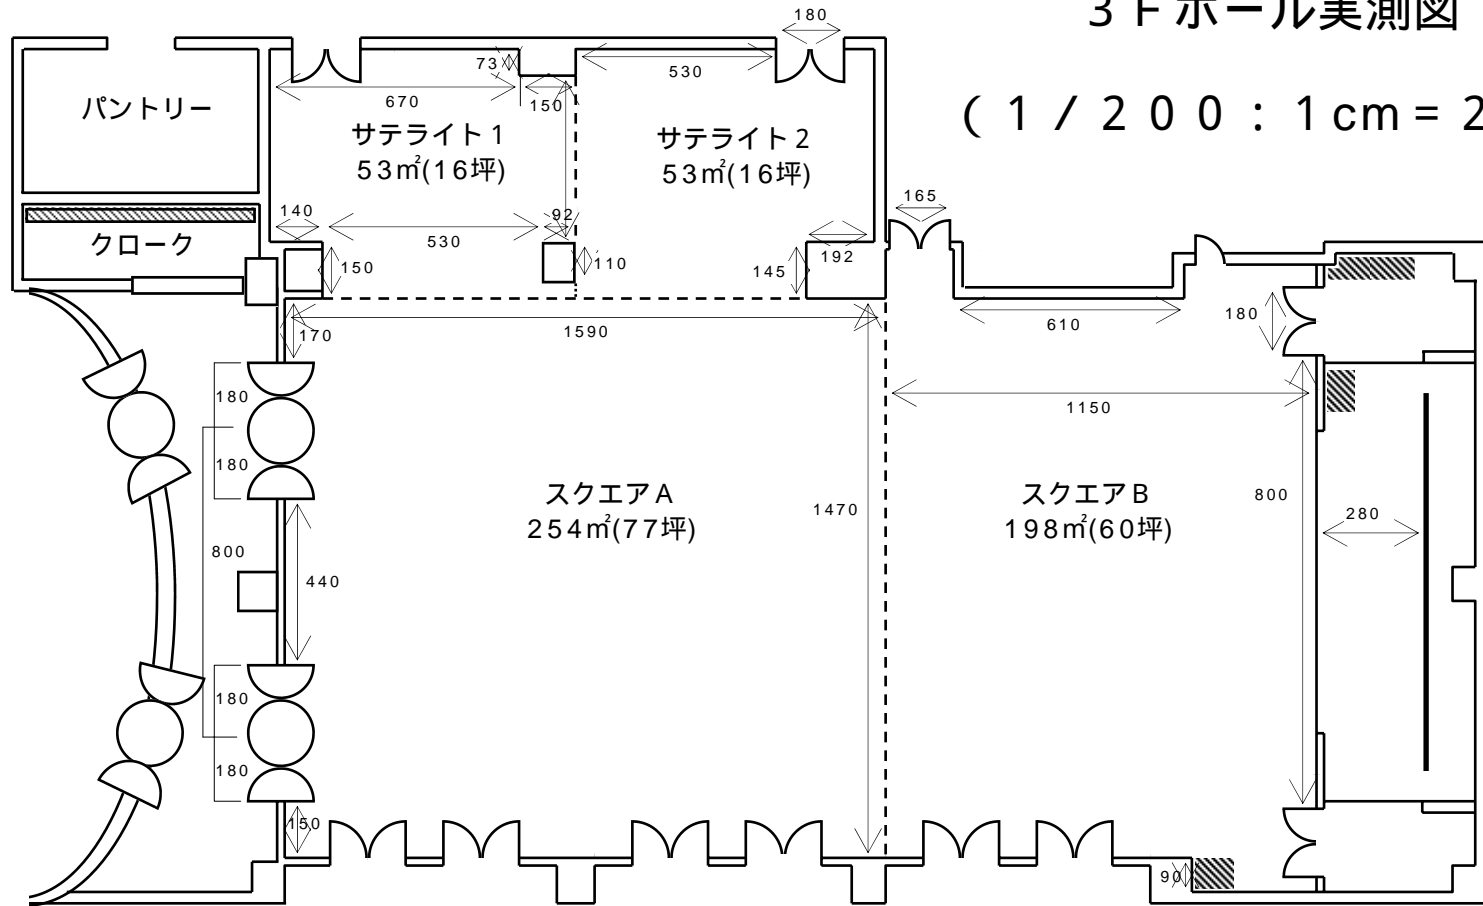 ３Ｆホール実測図
（１／２００：１cm＝2
180
73
530
670
150
パントリー
サテライト1
53㎡(16坪)
サテライト2
53㎡(16坪)
165
140
92
530
クローク
150
110
145
192
170
1590
610
180
180
1150
180
スクエアA
254㎡(77坪)
1470
スクエアB
198㎡(60坪)
800
280
800
440
180
180
150
90